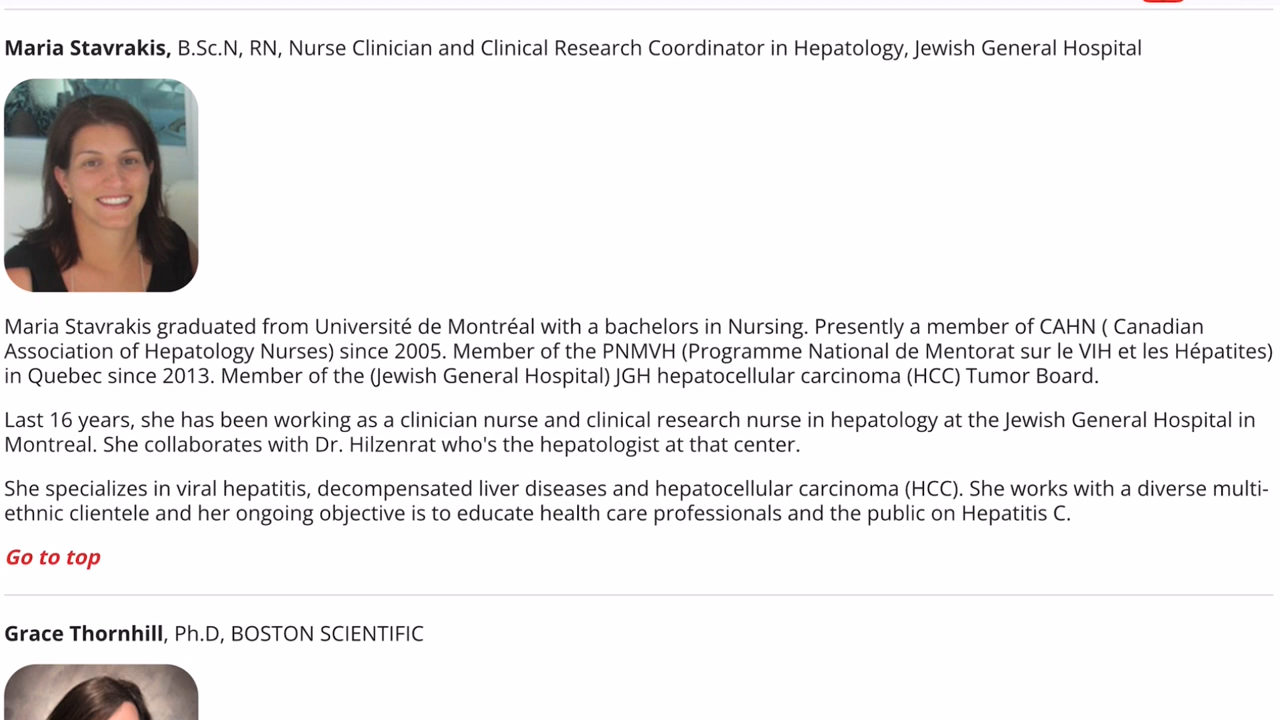 Maria Stavrakis, B.Sc.N, RN, Nurse Clinician and Clinical Research Coordinator in Hepatology, Jewish General Hospital
Maria Stavrakis graduated from Université de Montréal with a bachelors in Nursing. Presently a member of CAHN ( Canadian
Association of Hepatology Nurses) since 2005. Member of the PNMVH (Programme National de Mentorat sur le VIH et les Hépatites)
in Quebec since 2013. Member of the (Jewish General Hospital) JGH hepatocellular carcinoma (HCC) Tumor Board.
Last 16 years, she has been working as a clinician nurse and clinical research nurse in hepatology at the Jewish General Hospital in
Montreal. She collaborates with Dr. Hilzenrat who's the hepatologist at that center.
She specializes in viral hepatitis, decompensated liver diseases and hepatocellular carcinoma (HCC). She works with a diverse multi-
ethnic clientele and her ongoing objective is to educate health care professionals and the public on Hepatitis C.
Go to top
Grace Thornhill, Ph.D, BOSTON SCIENTIFIC